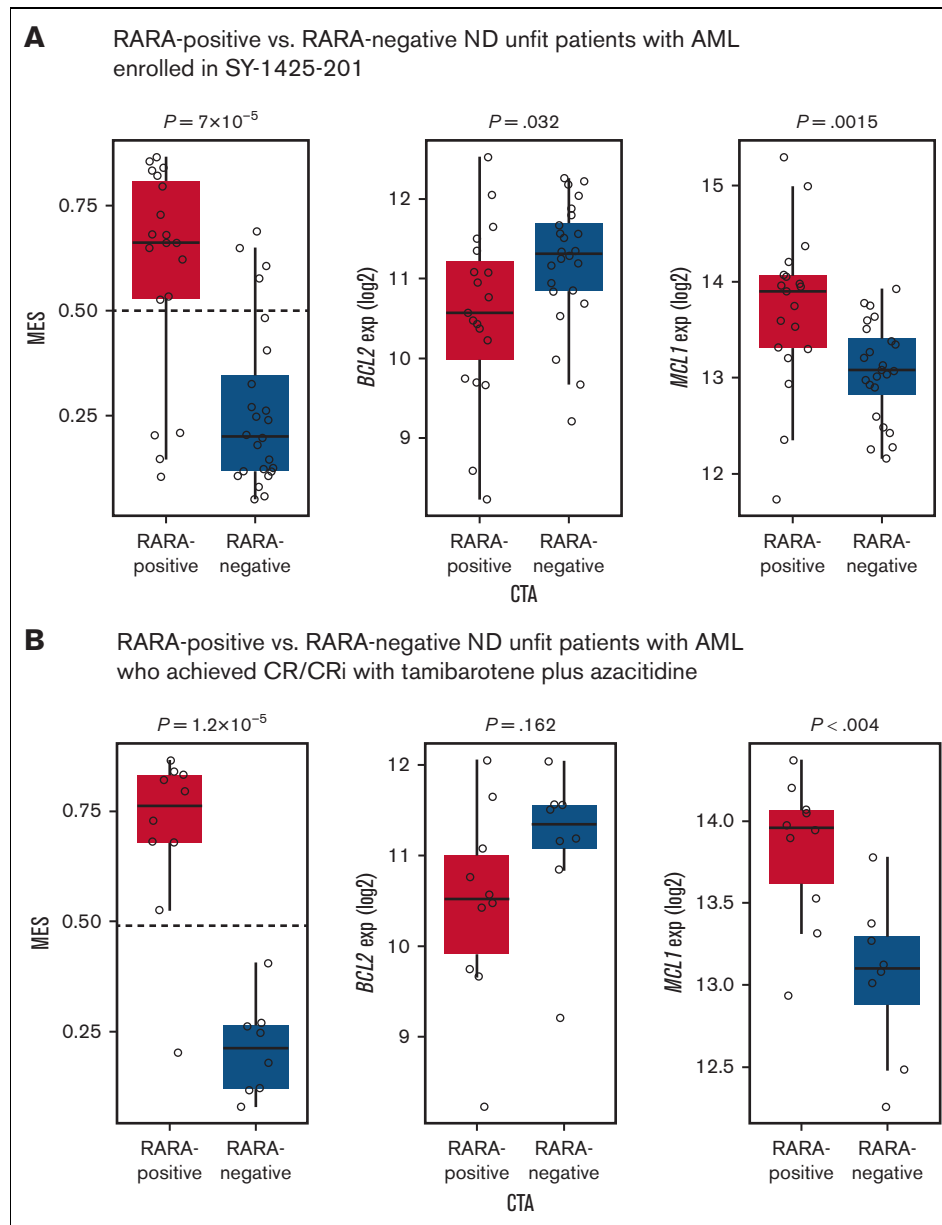 A RARA-positive vs. RARA-negative ND unfit patients with AML
enrolled in SY-1425-201
P = 7×10⁻⁵
MES
0.75
0.50
0.25
RARA-
positive
RARA-
negative
P = .032
BCL2 exp (log2)
12
11
10
9
RARA-
positive
RARA-
negative
P = .0015
MCL1 exp (log2)
15
14
13
12
RARA-
positive
RARA-
negative
CTA
B RARA-positive vs. RARA-negative ND unfit patients with AML
who achieved CR/CRi with tamibarotene plus azacitidine
P = 1.2×10⁻⁵
MES
0.75
0.50
0.25
RARA-
positive
RARA-
negative
P = .162
BCL2 exp (log2)
12
11
10
9
RARA-
positive
RARA-
negative
P < .004
MCL1 exp (log2)
14.0
13.5
13.0
12.5
RARA-
positive
RARA-
negative
CTA